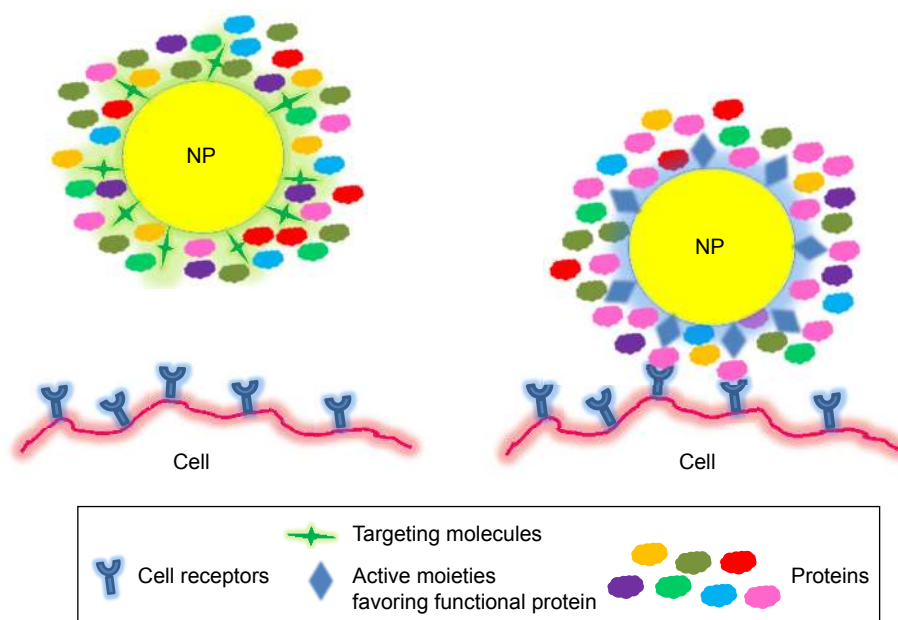 NP
NP
Cell
Cell
Cell receptors
Targeting molecules
Active moieties
favoring functional protein
Proteins